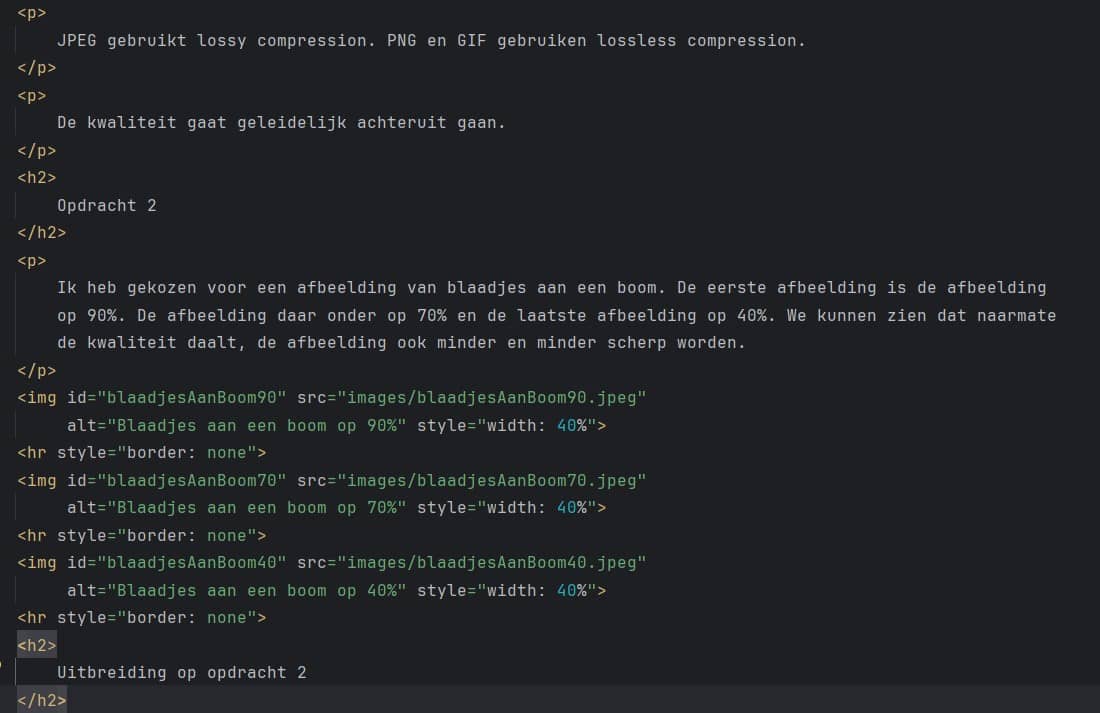 <p>
JPEG gebruikt lossy compression. PNG en GIF gebruiken lossless compression.
</p>
<p>
De kwaliteit gaat geleidelijk achteruit gaan.
</p>
<h2>
Opdracht 2
</h2>
<p>
Ik heb gekozen voor een afbeelding van blaadjes aan een boom. De eerste afbeelding is de afbeelding
op 90%. De afbeelding daar onder op 70% en de laatste afbeelding op 40%. We kunnen zien dat naarmate
de kwaliteit daalt, de afbeelding ook minder en minder scherp worden.
</p>
<img id="blaadjesAanBoom90" src="images/blaadjesAanBoom90.jpeg"
alt="Blaadjes aan een boom op 90%" style="width: 40%">
<hr style="border: none">
<img id="blaadjesAanBoom70" src="images/blaadjesAanBoom70.jpeg"
alt="Blaadjes aan een boom op 70%" style="width: 40%">
<hr style="border: none">
<img id="blaadjesAanBoom40" src="images/blaadjesAanBoom40.jpeg"
alt="Blaadjes aan een boom op 40%" style="width: 40%">
<hr style="border: none">
<h2>
Uitbreiding op opdracht 2
</h2>